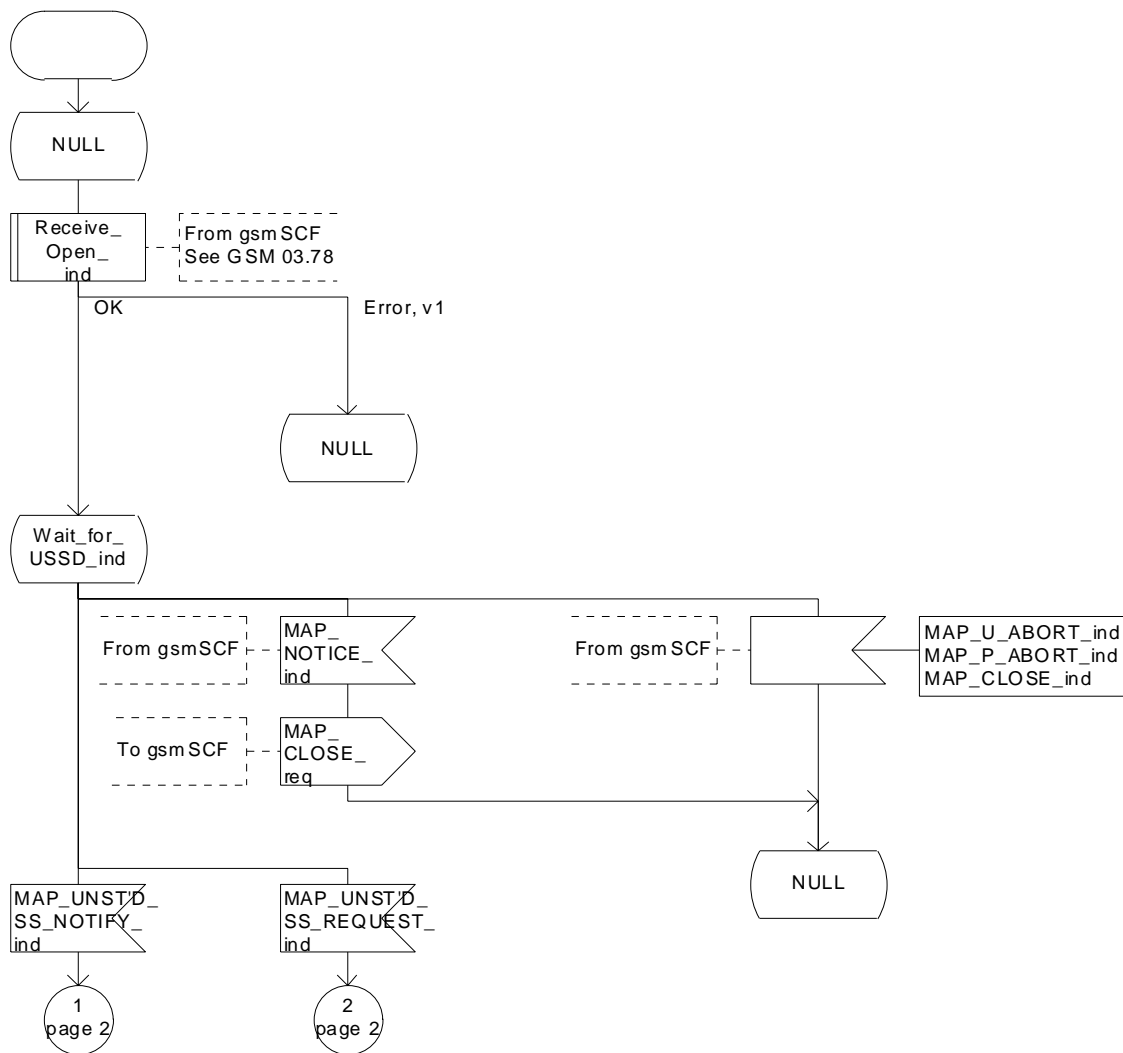 NULL
Receive_
Open_
ind
From gsmSCF
See GSM 03.78
OK
Error, v1
NULL
Wait_for_
USSD_ind
From gsmSCF
MAP_
NOTICE_
ind
From gsmSCF
MAP_U_ABORT_ind
MAP_P_ABORT_ind
MAP_CLOSE_ind
To gsmSCF
MAP_
CLOSE_
req
NULL
MAP_UNST'D_
SS_NOTIFY_
ind
MAP_UNST'D_
SS_REQUEST_
ind
1
page 2
2
page 2